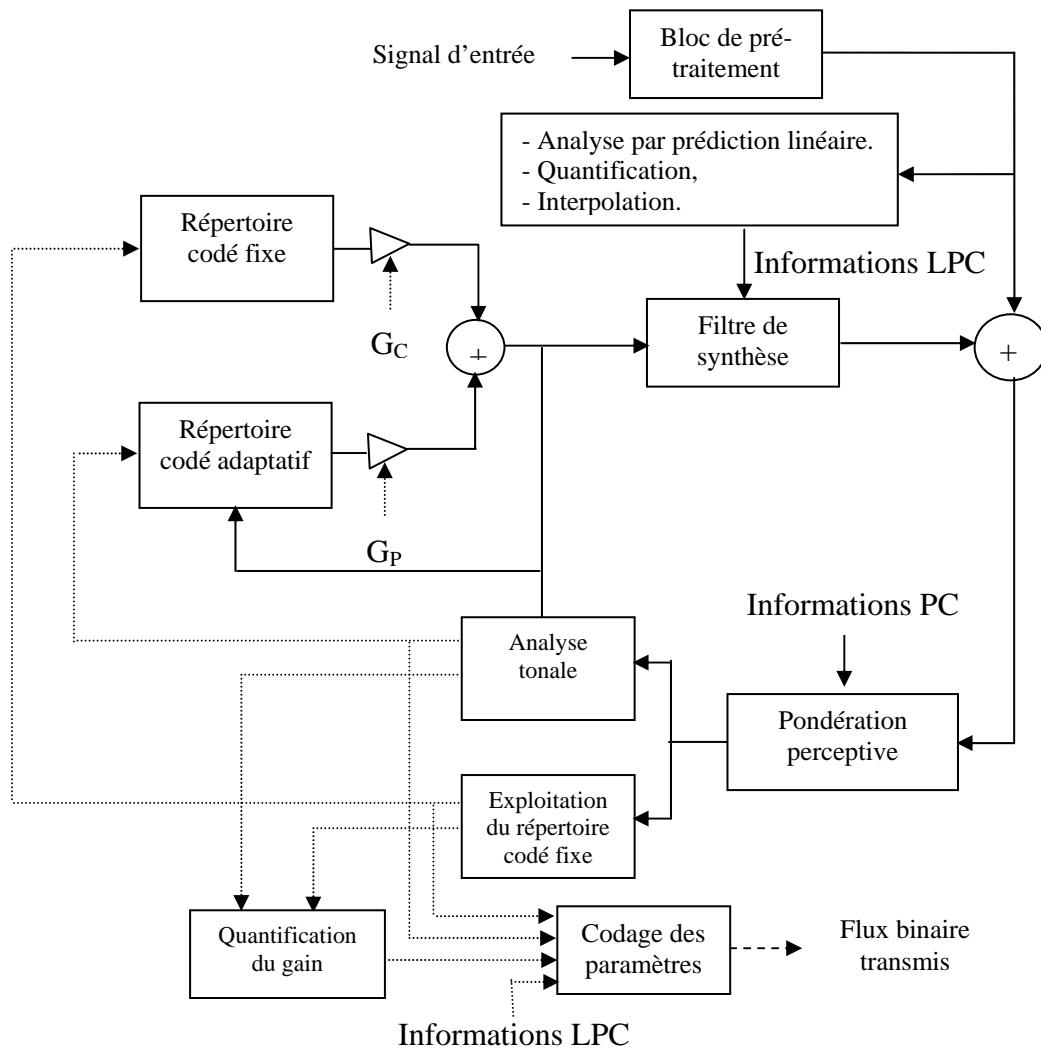 Signal d'entrée
Bloc de pré-
traitement
- Analyse par prédiction linéaire.
- Quantification,
- Interpolation.
Répertoire
codé fixe
Informations LPC
G_C
+
Filtre de
synthèse
+
Répertoire
codé adaptatif
G_P
Informations PC
Analyse
tonale
Pondération
perceptive
Exploitation
du répertoire
codé fixe
Quantification
du gain
Codage des
paramètres
Flux binaire
transmis
Informations LPC